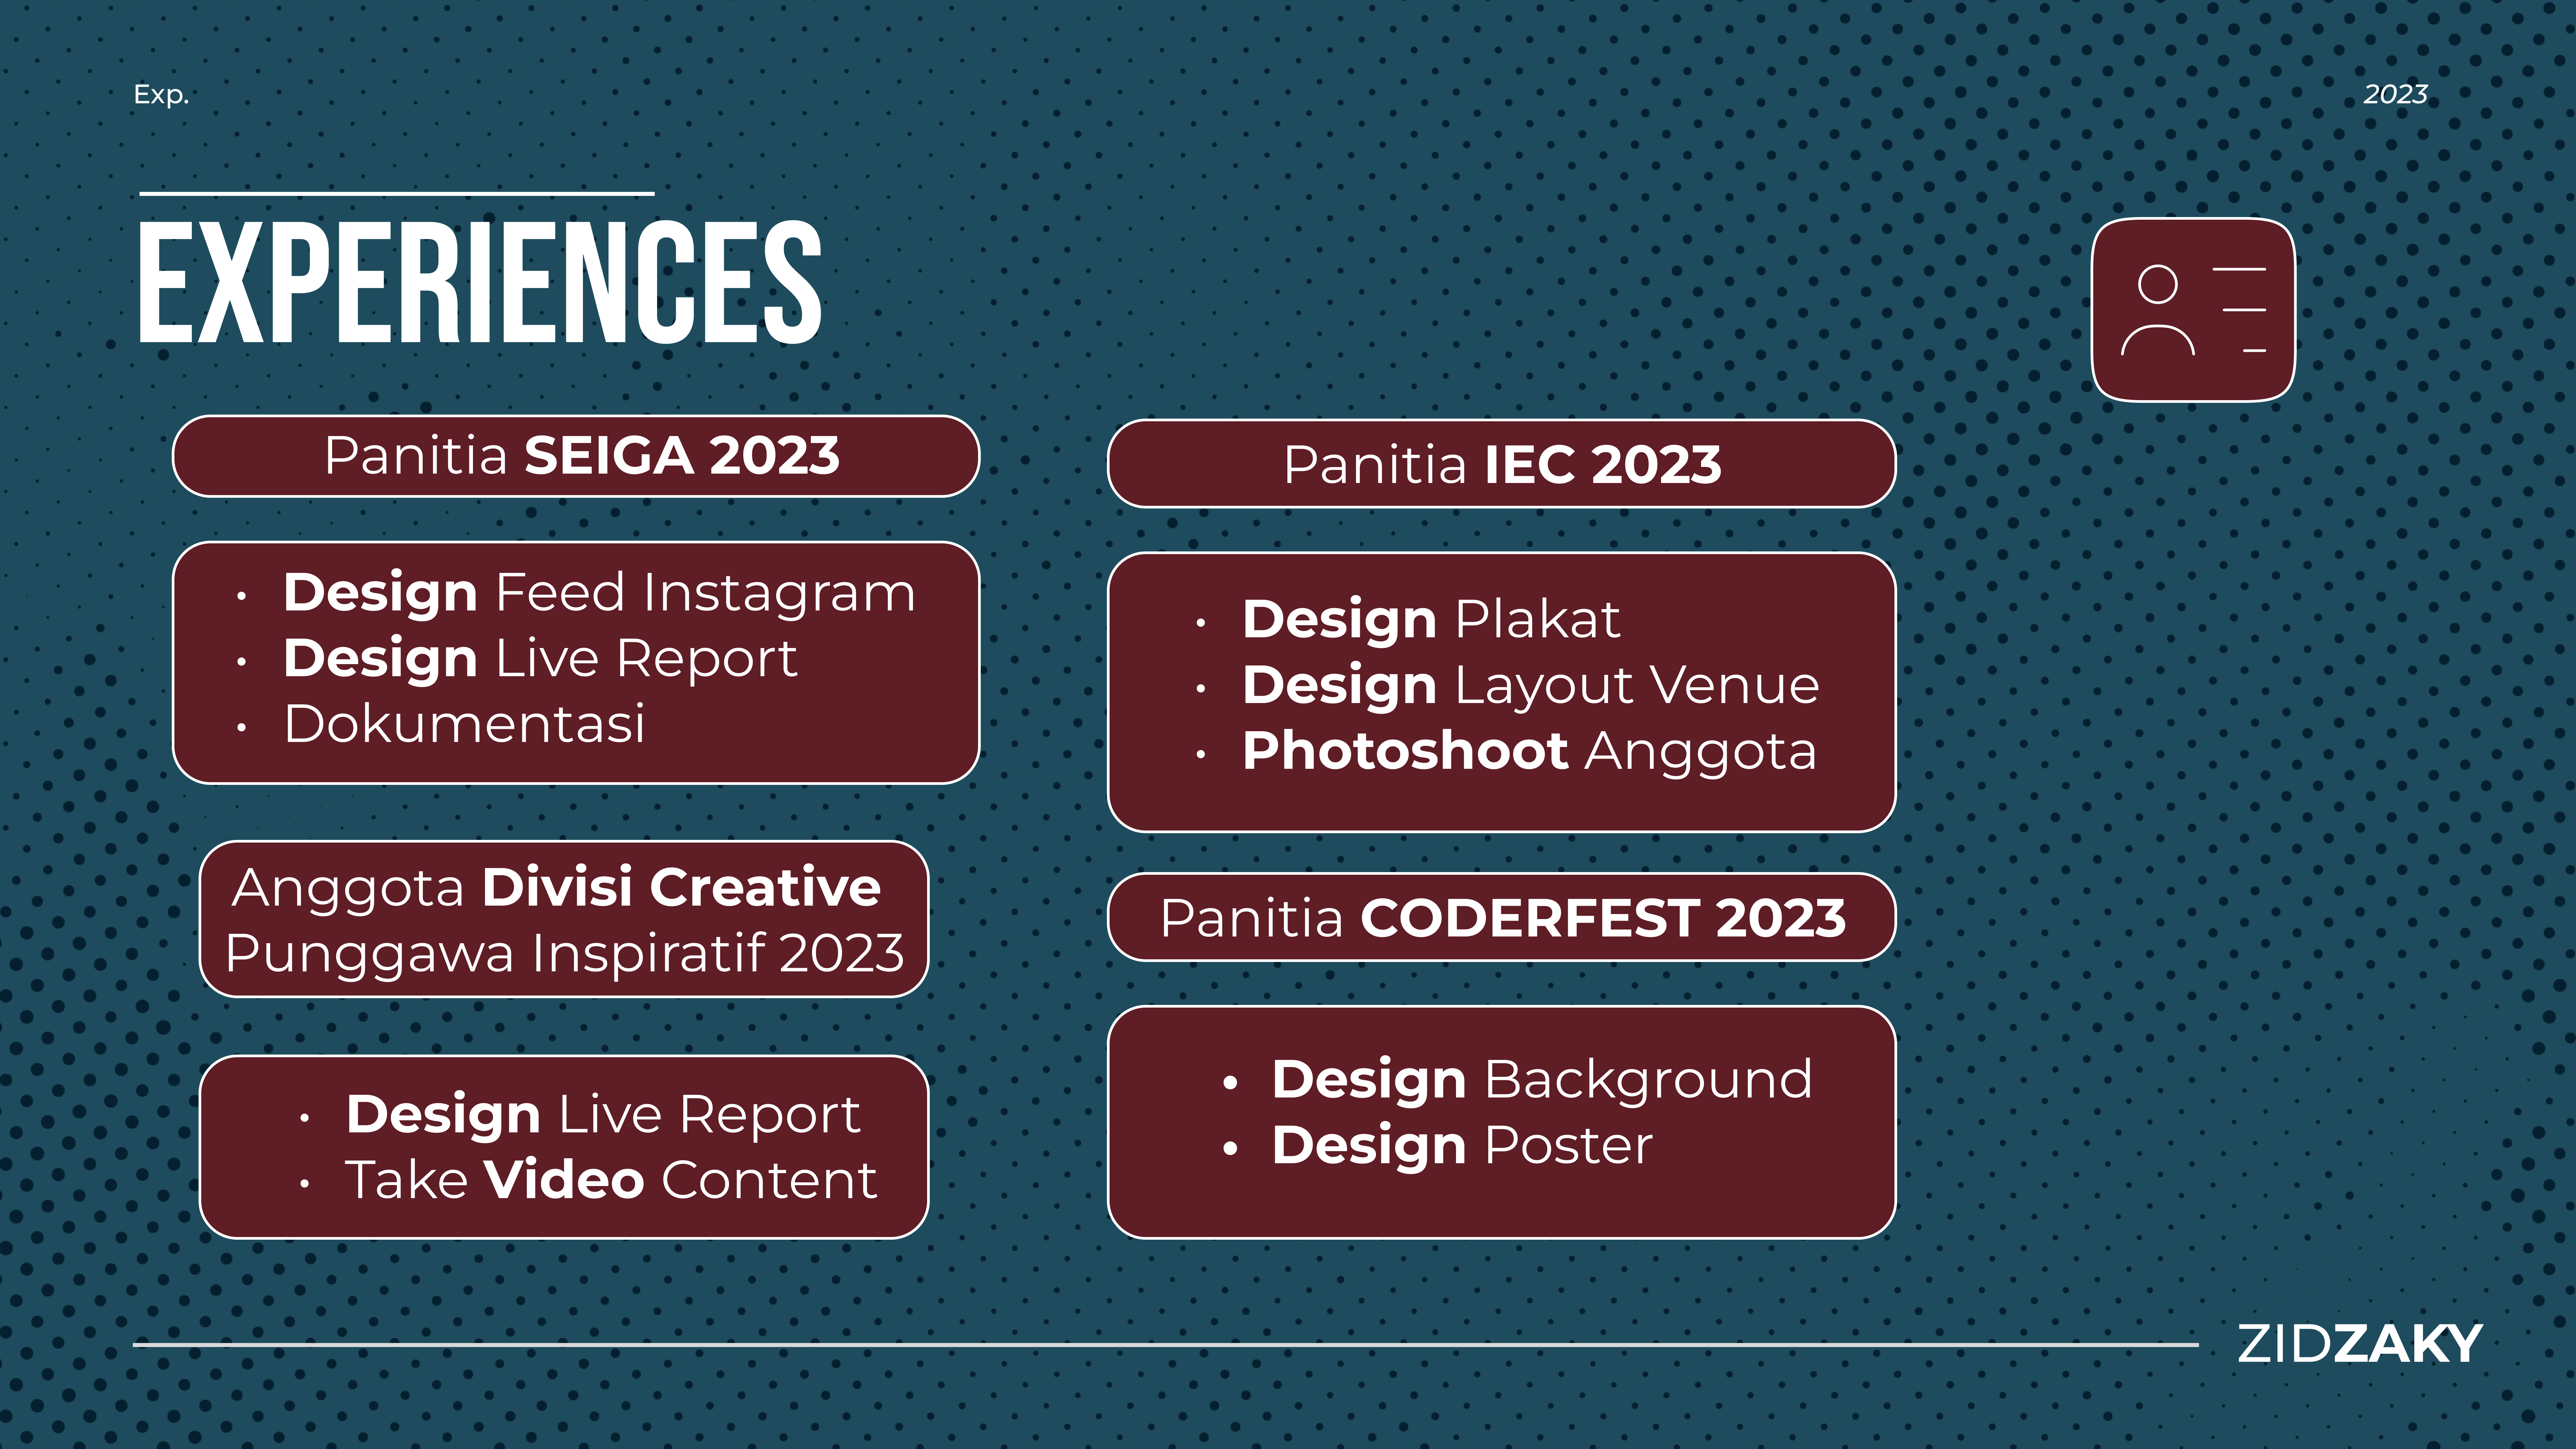 Exp.
2023
EXPERIENCES
Panitia SEIGA 2023
• Design Feed Instagram
• Design Live Report
• Dokumentasi
Anggota Divisi Creative
Punggawa Inspiratif 2023
• Design Live Report
• Take Video Content
Panitia IEC 2023
• Design Plakat
• Design Layout Venue
• Photoshoot Anggota
Panitia CODERFEST 2023
• Design Background
• Design Poster
ZIDZAKY